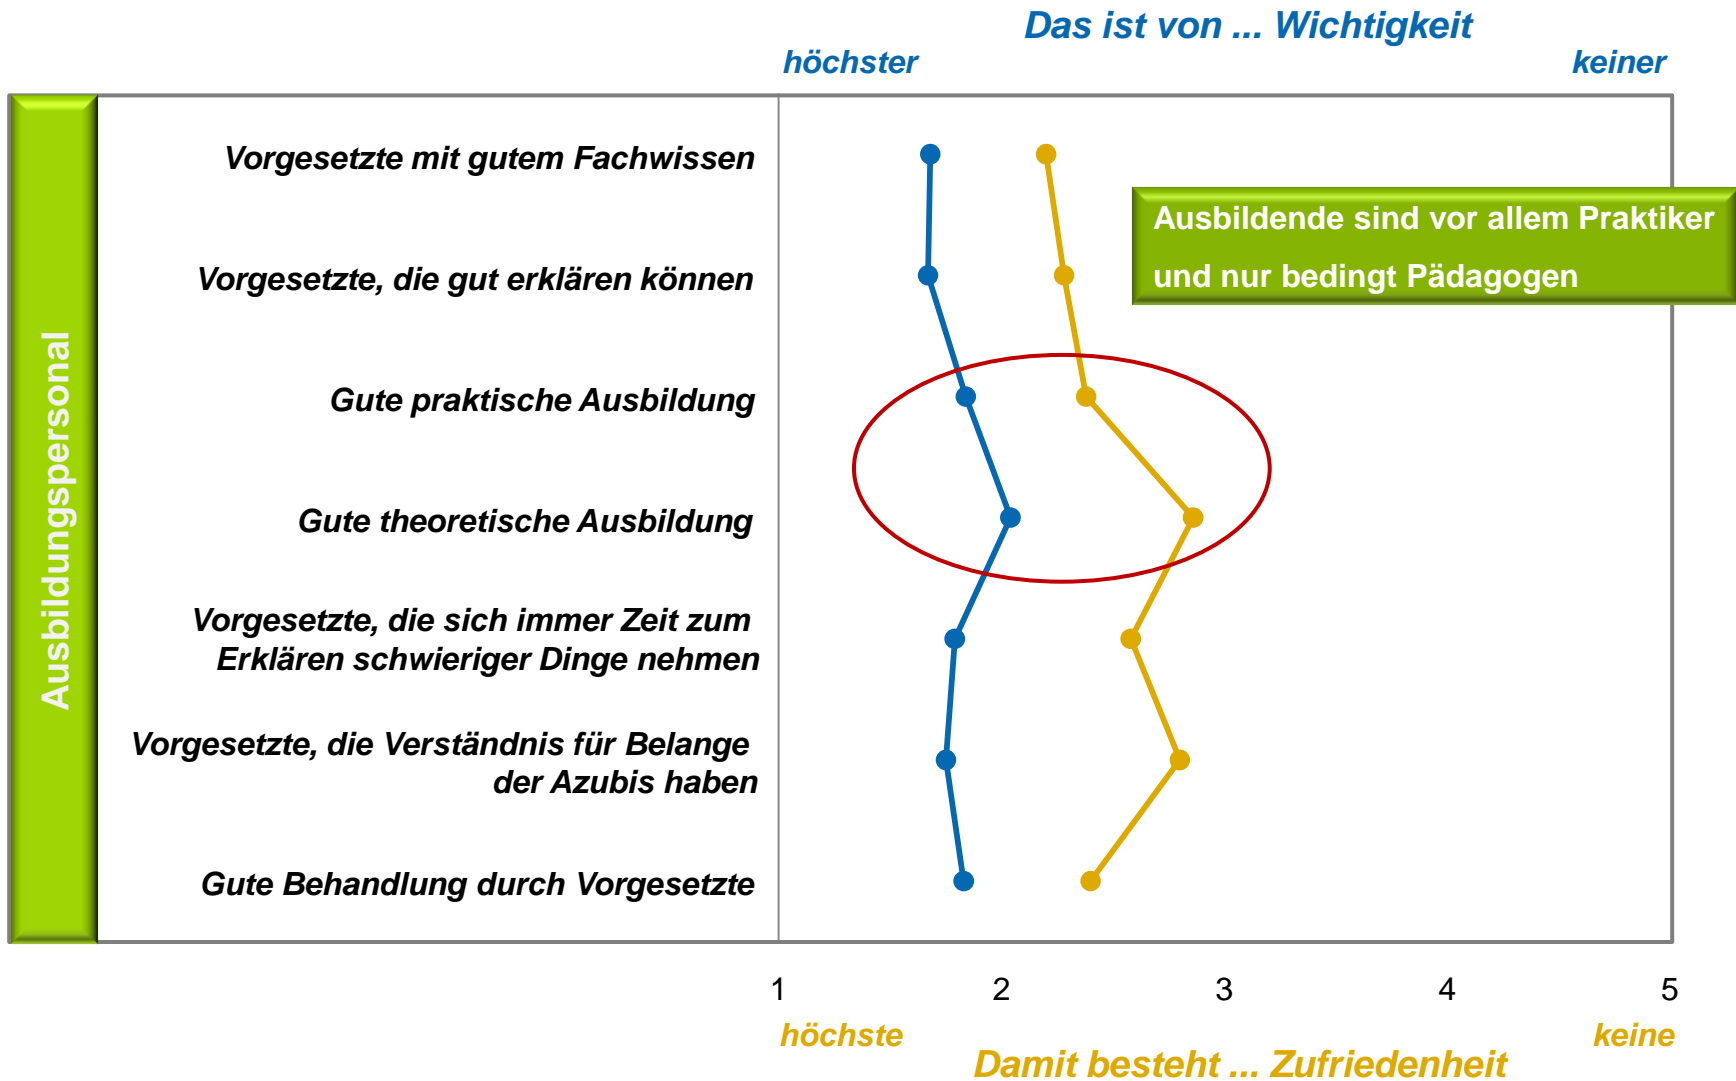 Das ist von ... Wichtigkeit
höchster
keiner
Ausbildungspersonal
Vorgesetzte mit gutem Fachwissen
Ausbildende sind vor allem Praktiker
und nur bedingt Pädagogen
Vorgesetzte, die gut erklären können
Gute praktische Ausbildung
Gute theoretische Ausbildung
Vorgesetzte, die sich immer Zeit zum
Erklären schwieriger Dinge nehmen
Vorgesetzte, die Verständnis für Belange
der Azubis haben
Gute Behandlung durch Vorgesetzte
1 2 3 4 5
höchste
keine
Damit besteht ... Zufriedenheit